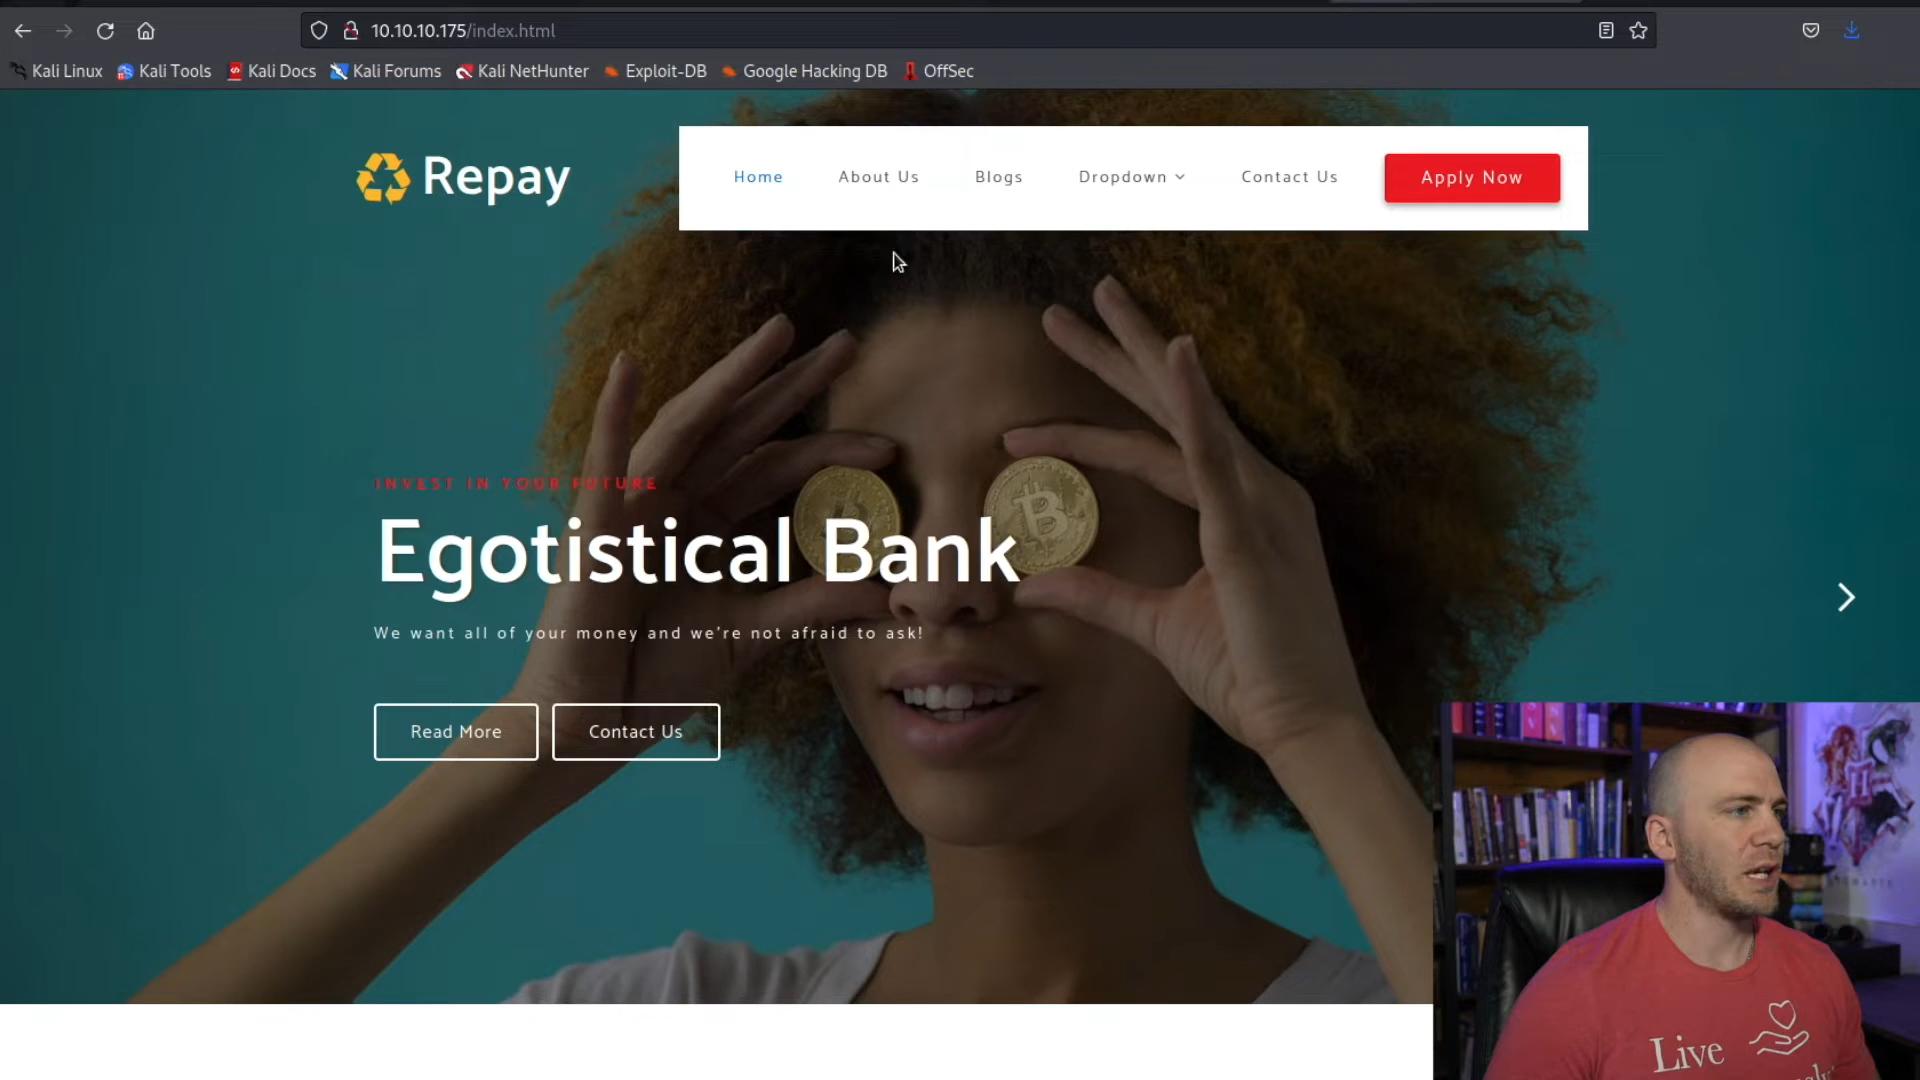 10.10.10.175/index.html
Kali Linux Kali Tools Kali Docs Kali Forums Kali NetHunter Exploit-DB Google Hacking DB OffSec
Repay
Home About Us Blogs Dropdown Contact Us Apply Now
INVEST IN YOUR FUTURE
Egotistical Bank
We want all of your money and we're not afraid to ask!
Read More Contact Us
Live